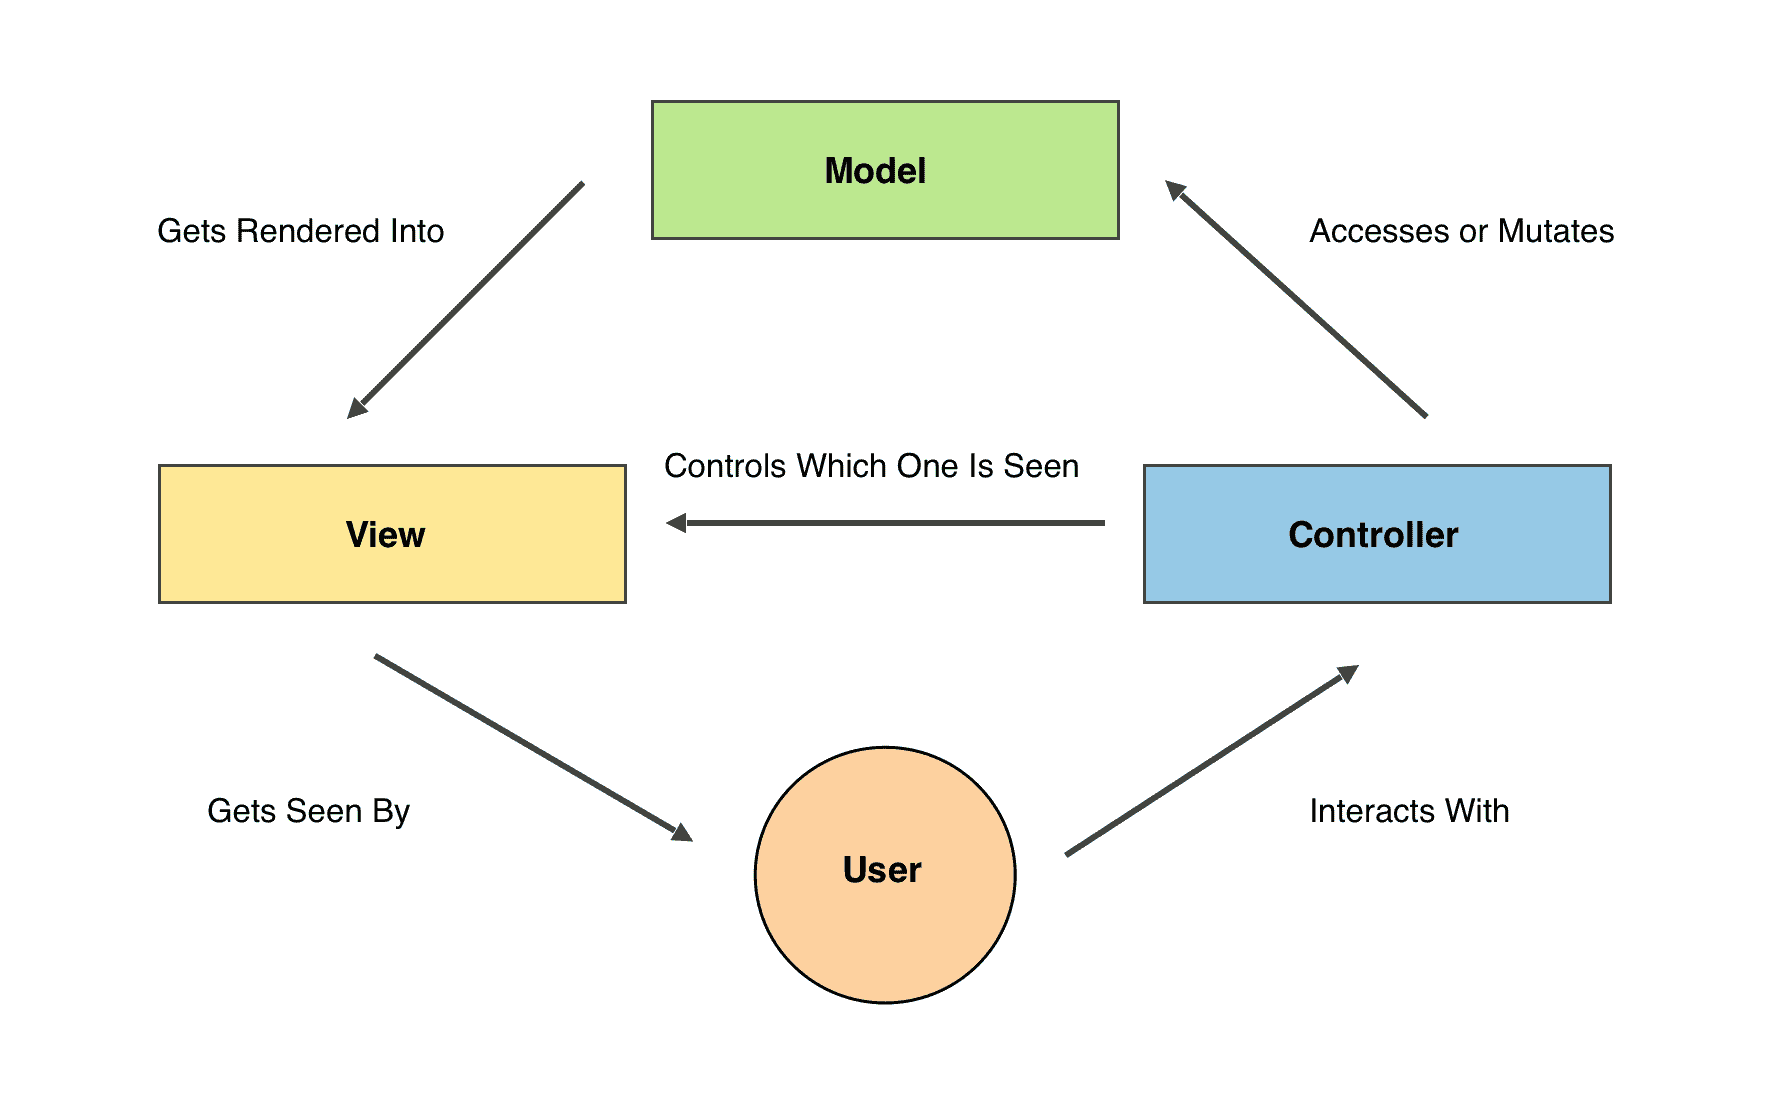 Model
Gets Rendered Into
Accesses or Mutates
Controls Which One Is Seen
View
Controller
Gets Seen By
Interacts With
User